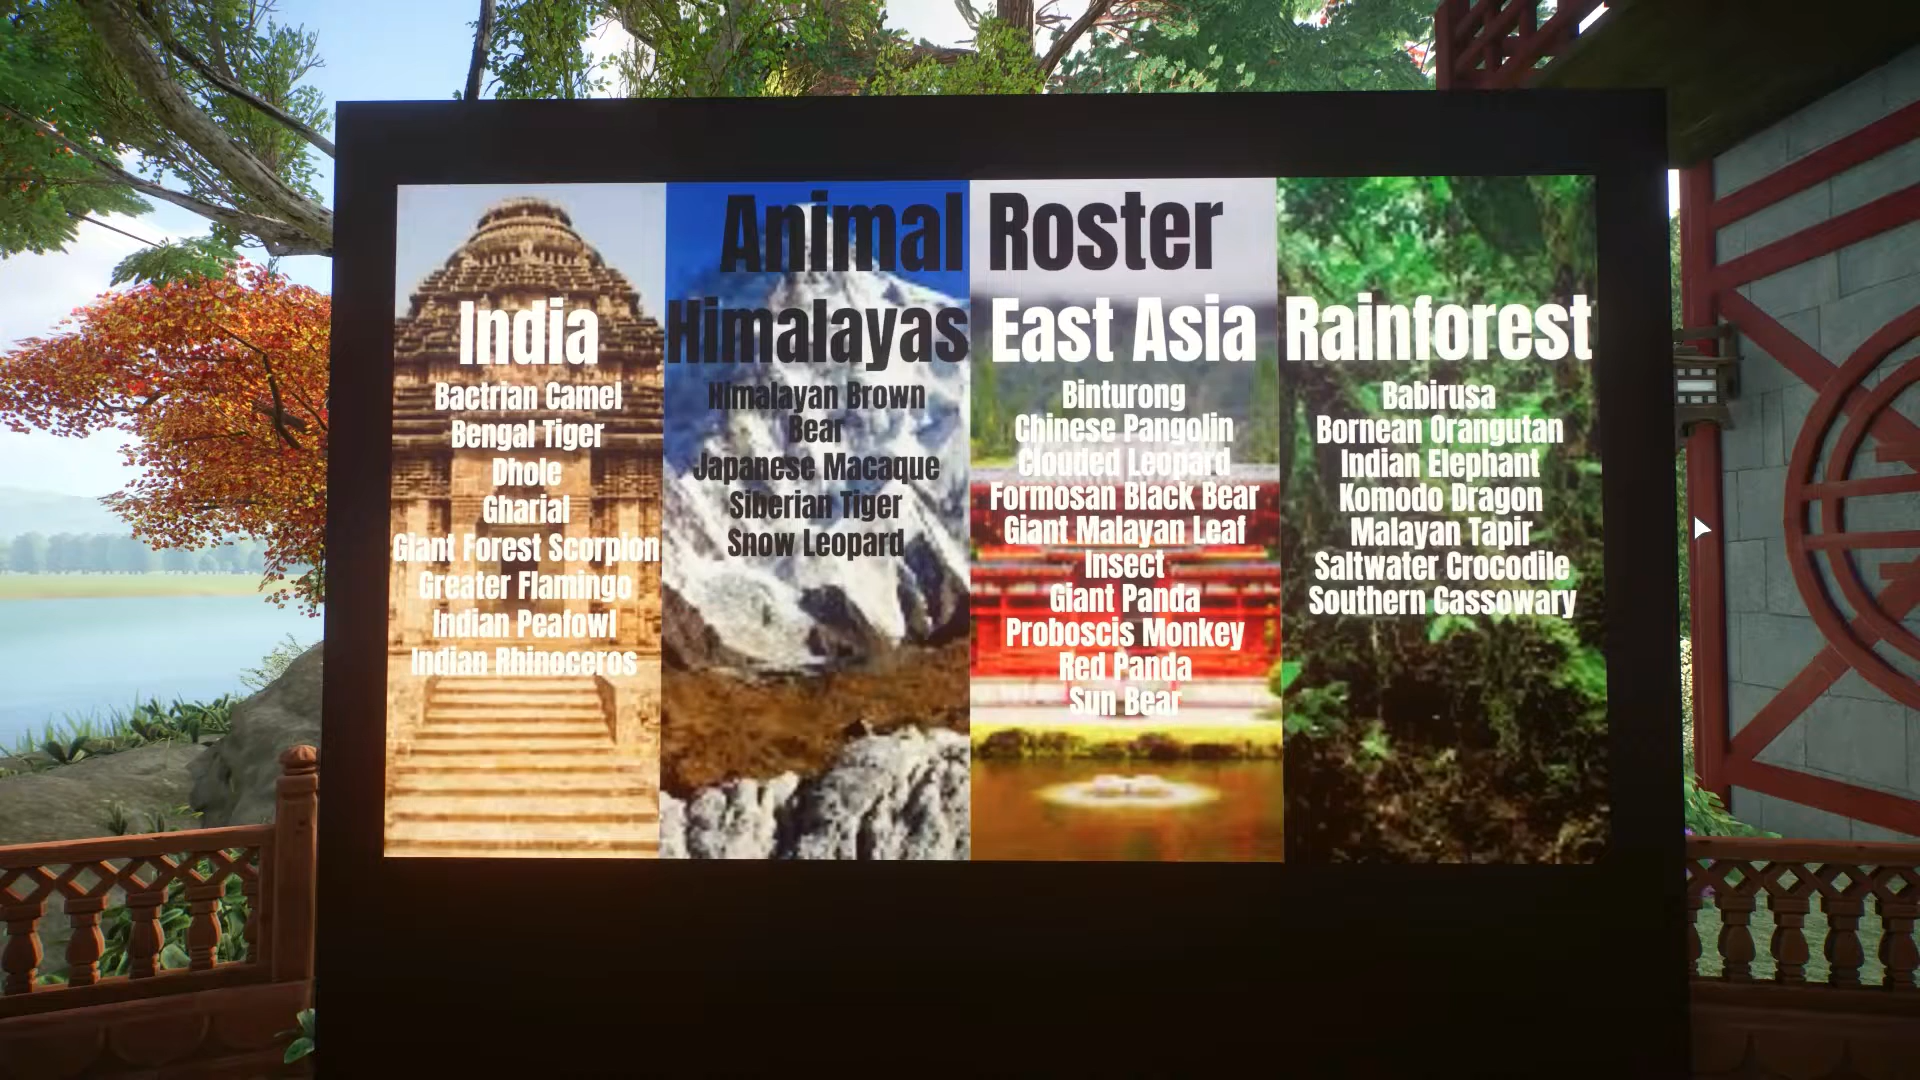 Animal Roster
India
Bactrian Camel
Bengal Tiger
Dhole
Gharial
Giant Forest Scorpion
Greater Flamingo
Indian Peafowl
Indian Rhinoceros
Himalayas
Himalayan Brown
Bear
Japanese Macaque
Siberian Tiger
Snow Leopard
East Asia
Binturong
Chinese Pangolin
Clouded Leopard
Formosan Black Bear
Giant Malayan Leaf
Insect
Giant Panda
Proboscis Monkey
Red Panda
Sun Bear
Rainforest
Babirusa
Bornean Orangutan
Indian Elephant
Komodo Dragon
Malayan Tapir
Saltwater Crocodile
Southern Cassowary